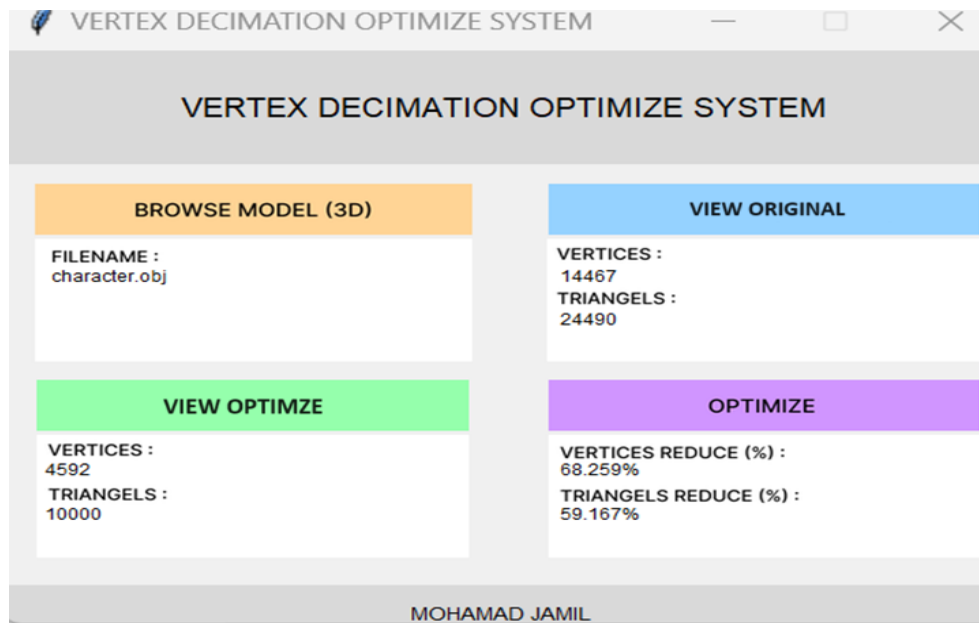 VERTEX DECIMATION OPTIMIZE SYSTEM
VERTEX DECIMATION OPTIMIZE SYSTEM
BROWSE MODEL (3D)
FILENAME :
character.obj
VIEW ORIGINAL
VERTICES :
14467
TRIANGELS :
24490
VIEW OPTIMZE
VERTICES :
4592
TRIANGELS :
10000
OPTIMIZE
VERTICES REDUCE (%) :
68.259%
TRIANGELS REDUCE (%) :
59.167%
MOHAMAD JAMIL